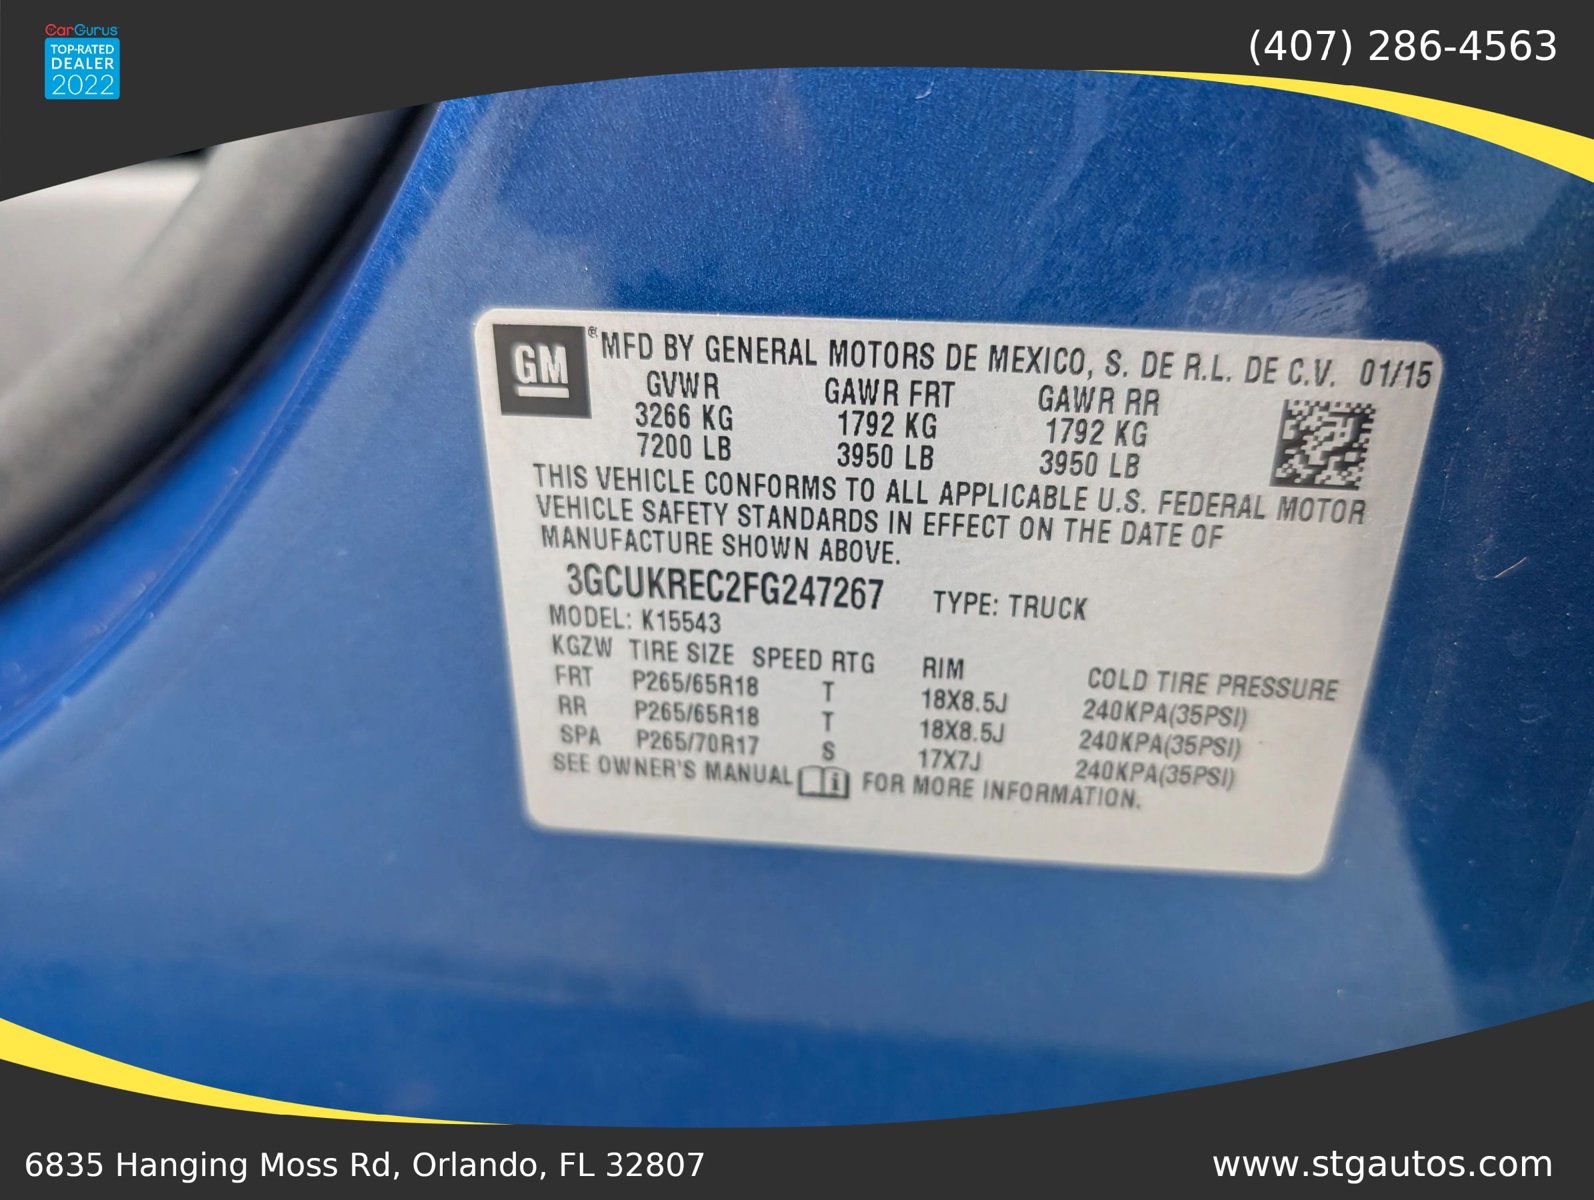 CarGurus
TOP-RATED
DEALER
2022
(407) 286-4563
GM
® MFD BY GENERAL MOTORS DE MEXICO, S. DE R.L. DE C.V. 01/15
GVWR GAWR FRT GAWR RR
3266 KG 1792 KG 1792 KG
7200 LB 3950 LB 3950 LB
THIS VEHICLE CONFORMS TO ALL APPLICABLE U.S. FEDERAL MOTOR
VEHICLE SAFETY STANDARDS IN EFFECT ON THE DATE OF
MANUFACTURE SHOWN ABOVE.
3GCUKREC2FG247267 TYPE: TRUCK
MODEL: K15543
KGZW TIRE SIZE SPEED RTG RIM COLD TIRE PRESSURE
FRT P265/65R18 T 18X8.5J 240KPA(35PSI)
RR P265/65R18 T 18X8.5J 240KPA(35PSI)
SPA P265/70R17 S 17X7J 240KPA(35PSI)
SEE OWNER'S MANUAL i FOR MORE INFORMATION.
6835 Hanging Moss Rd, Orlando, FL 32807
www.stgautos.com